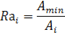 Ra_i = A_min / A_i